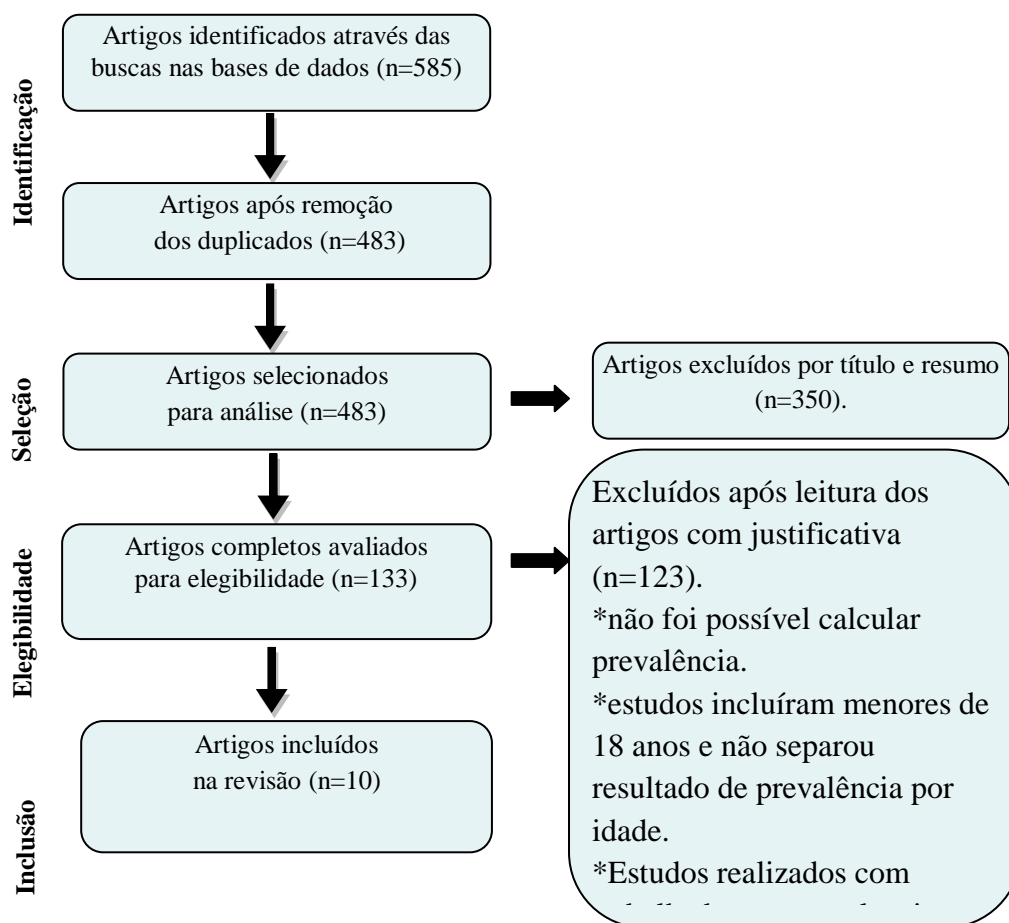 Identificação
Artigos identificados através das
buscas nas bases de dados (n=585)
Artigos após remoção
dos duplicados (n=483)
Seleção
Artigos selecionados
para análise (n=483)
Artigos excluídos por título e resumo
(n=350).
Elegibilidade
Artigos completos avaliados
para elegibilidade (n=133)
Excluídos após leitura dos
artigos com justificativa
(n=123).
*não foi possível calcular
prevalência.
*estudos incluíram menores de
18 anos e não separou
resultado de prevalência por
idade.
*Estudos realizados com
Inclusão
Artigos incluídos
na revisão (n=10)